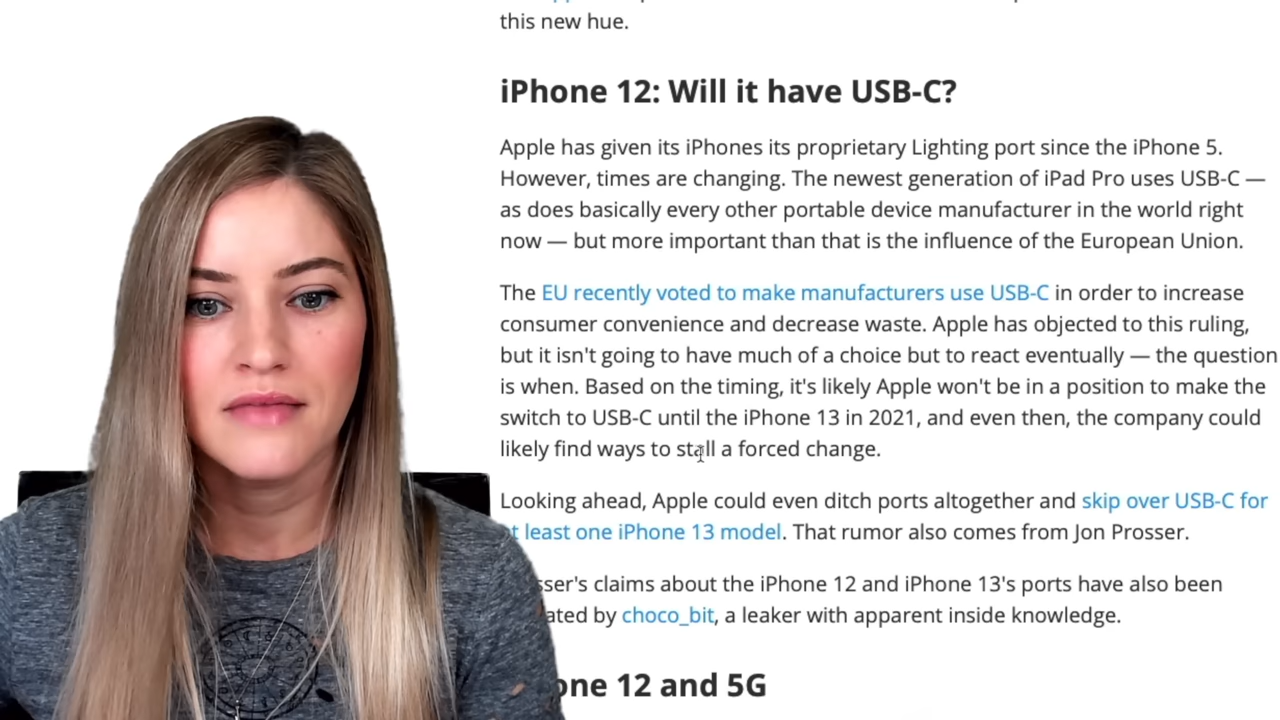 this new hue.
iPhone 12: Will it have USB-C?
Apple has given its iPhones its proprietary Lighting port since the iPhone 5.
However, times are changing. The newest generation of iPad Pro uses USB-C —
as does basically every other portable device manufacturer in the world right
now — but more important than that is the influence of the European Union.
The EU recently voted to make manufacturers use USB-C in order to increase
consumer convenience and decrease waste. Apple has objected to this ruling,
but it isn't going to have much of a choice but to react eventually — the question
is when. Based on the timing, it's likely Apple won't be in a position to make the
switch to USB-C until the iPhone 13 in 2021, and even then, the company could
likely find ways to stall a forced change.
Looking ahead, Apple could even ditch ports altogether and skip over USB-C for
t least one iPhone 13 model. That rumor also comes from Jon Prosser.
sser's claims about the iPhone 12 and iPhone 13's ports have also been
ated by choco_bit, a leaker with apparent inside knowledge.
one 12 and 5G